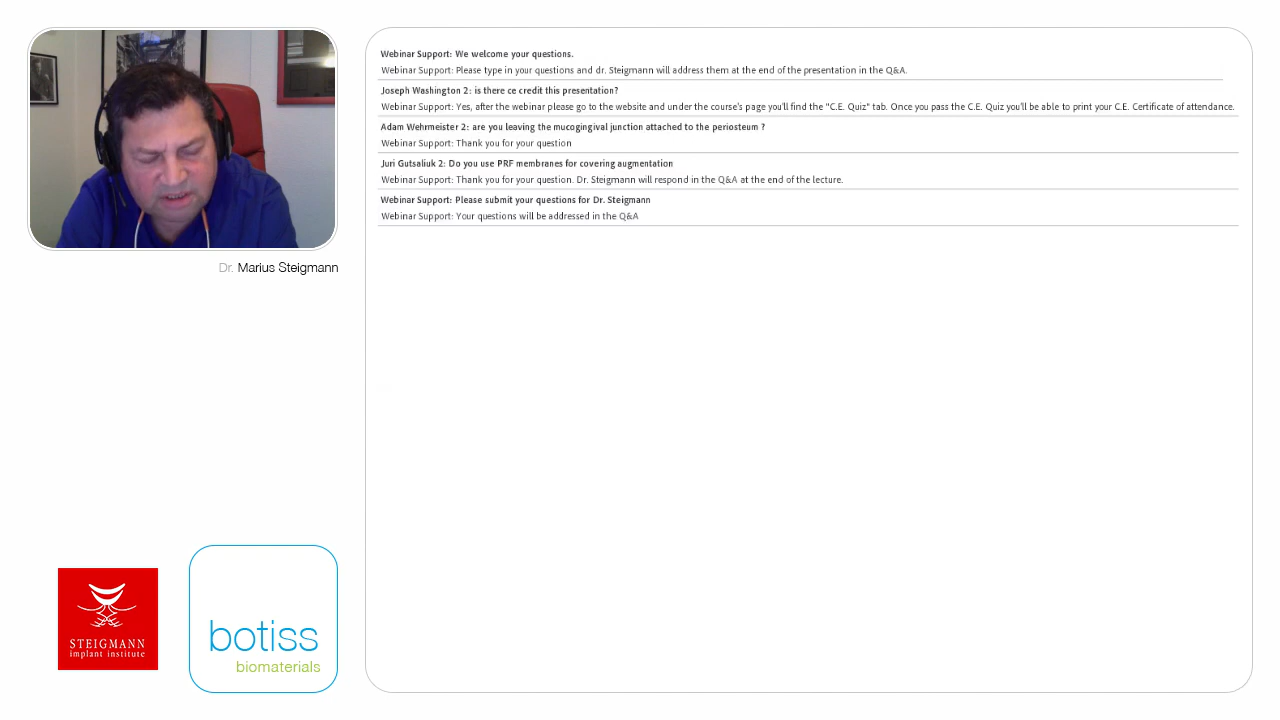 Webinar Support: We welcome your questions.
Webinar Support: Please type in your questions and dr. Steigmann will address them at the end of the presentation in the Q&A.
Joseph Washington 2: is there ce credit this presentation?
Webinar Support: Yes, after the webinar please go to the website and under the course's page you'll find the "C.E. Quiz" tab. Once you pass the C.E. Quiz you'll be able to print your C.E. Certificate of attendance.
Adam Wehrmeister 2: are you leaving the mucogingival junction attached to the periosteum ?
Webinar Support: Thank you for your question
Juri Gutsaliuk 2: Do you use PRF membranes for covering augmentation
Webinar Support: Thank you for your question. Dr. Steigmann will respond in the Q&A at the end of the lecture.
Webinar Support: Please submit your questions for Dr. Steigmann
Webinar Support: Your questions will be addressed in the Q&A
Dr. Marius Steigmann
STEIGMANN
implant institute
botiss
biomaterials